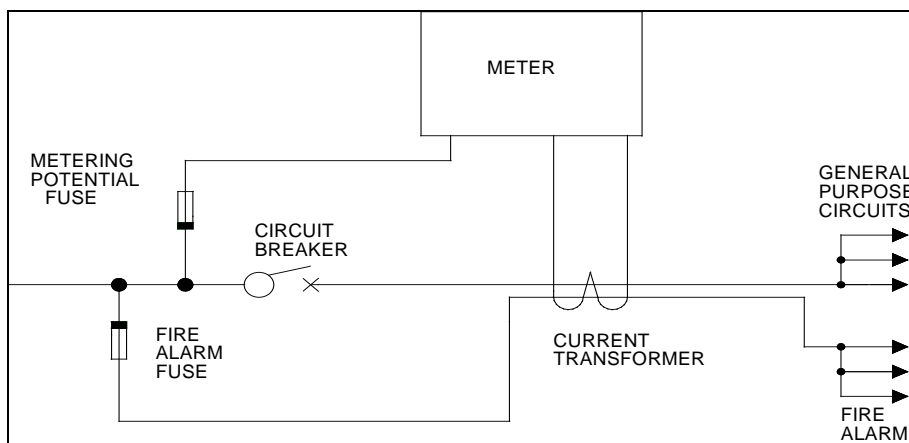 METER
METERING
POTENTIAL
FUSE
GENERAL
PURPOSE
CIRCUITS
CIRCUIT
BREAKER
FIRE
ALARM
FUSE
CURRENT
TRANSFORMER
FIRE
ALARM